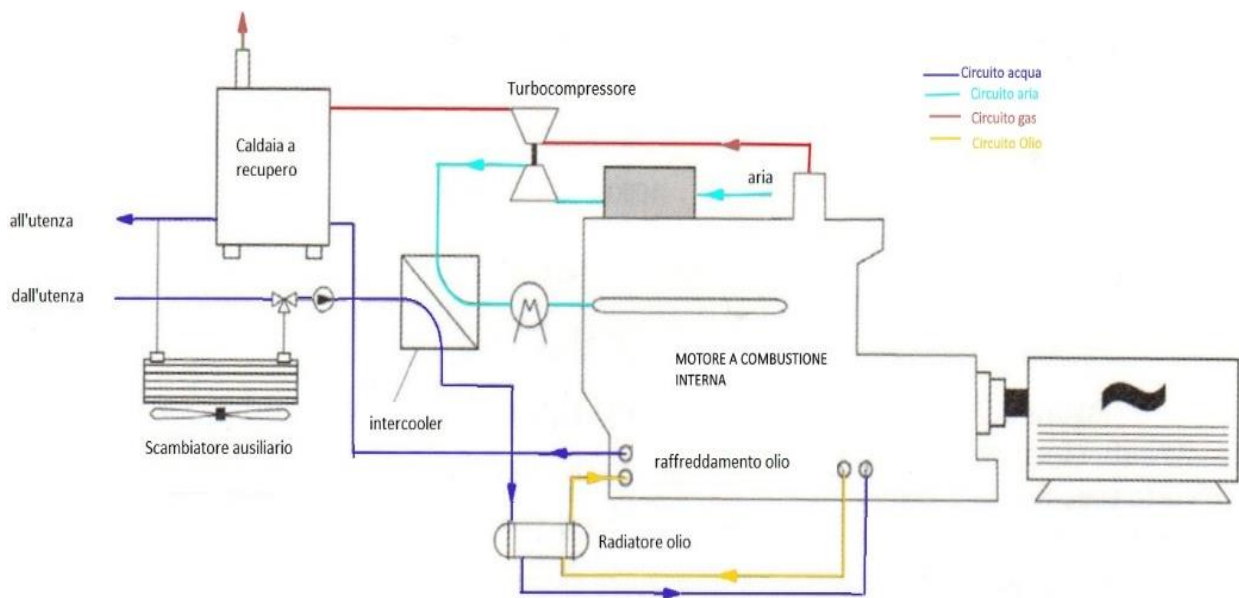 Turbocompressore
Circuito acqua
Circuito aria
Circuito gas
Circuito Olio
Caldaia a
recupero
aria
all'utenza
dall'utenza
MOTORE A COMBUSTIONE
INTERNA
intercooler
Scambiatore ausiliario
raffreddamento olio
Radiatore olio